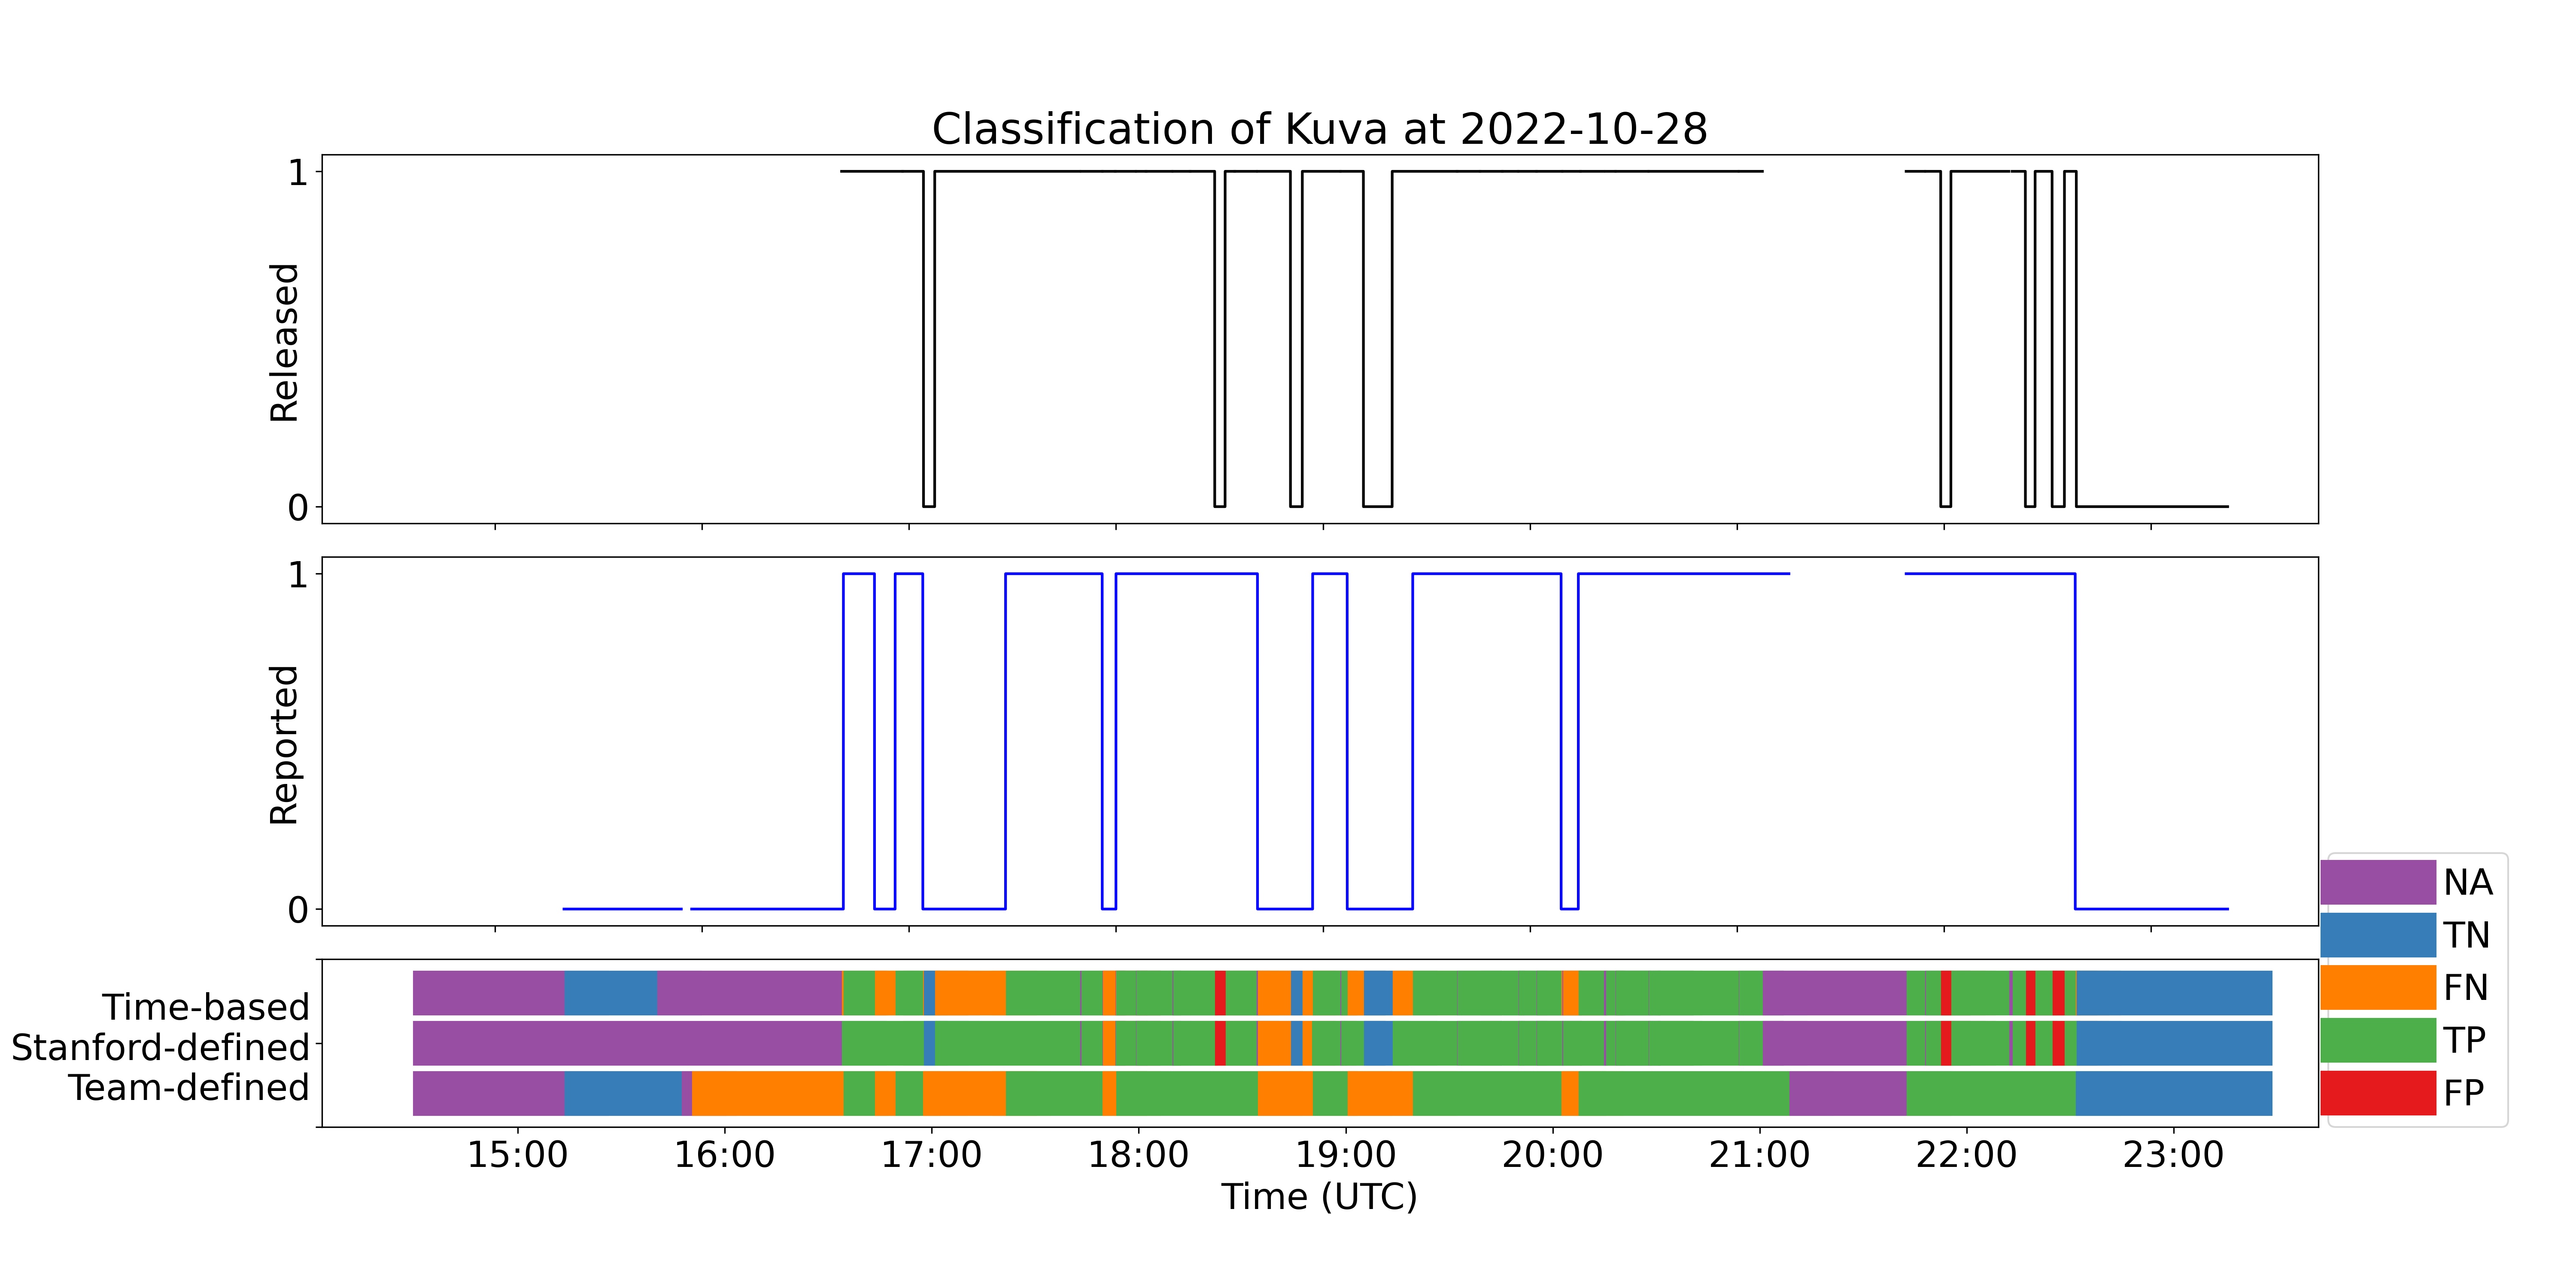 Classification of Kuva at 2022-10-28
1
Released
0
1
Reported
0
NA
TN
FN
TP
FP
Time-based
Stanford-defined
Team-defined
15:00 16:00 17:00 18:00 19:00 20:00 21:00 22:00 23:00
Time (UTC)